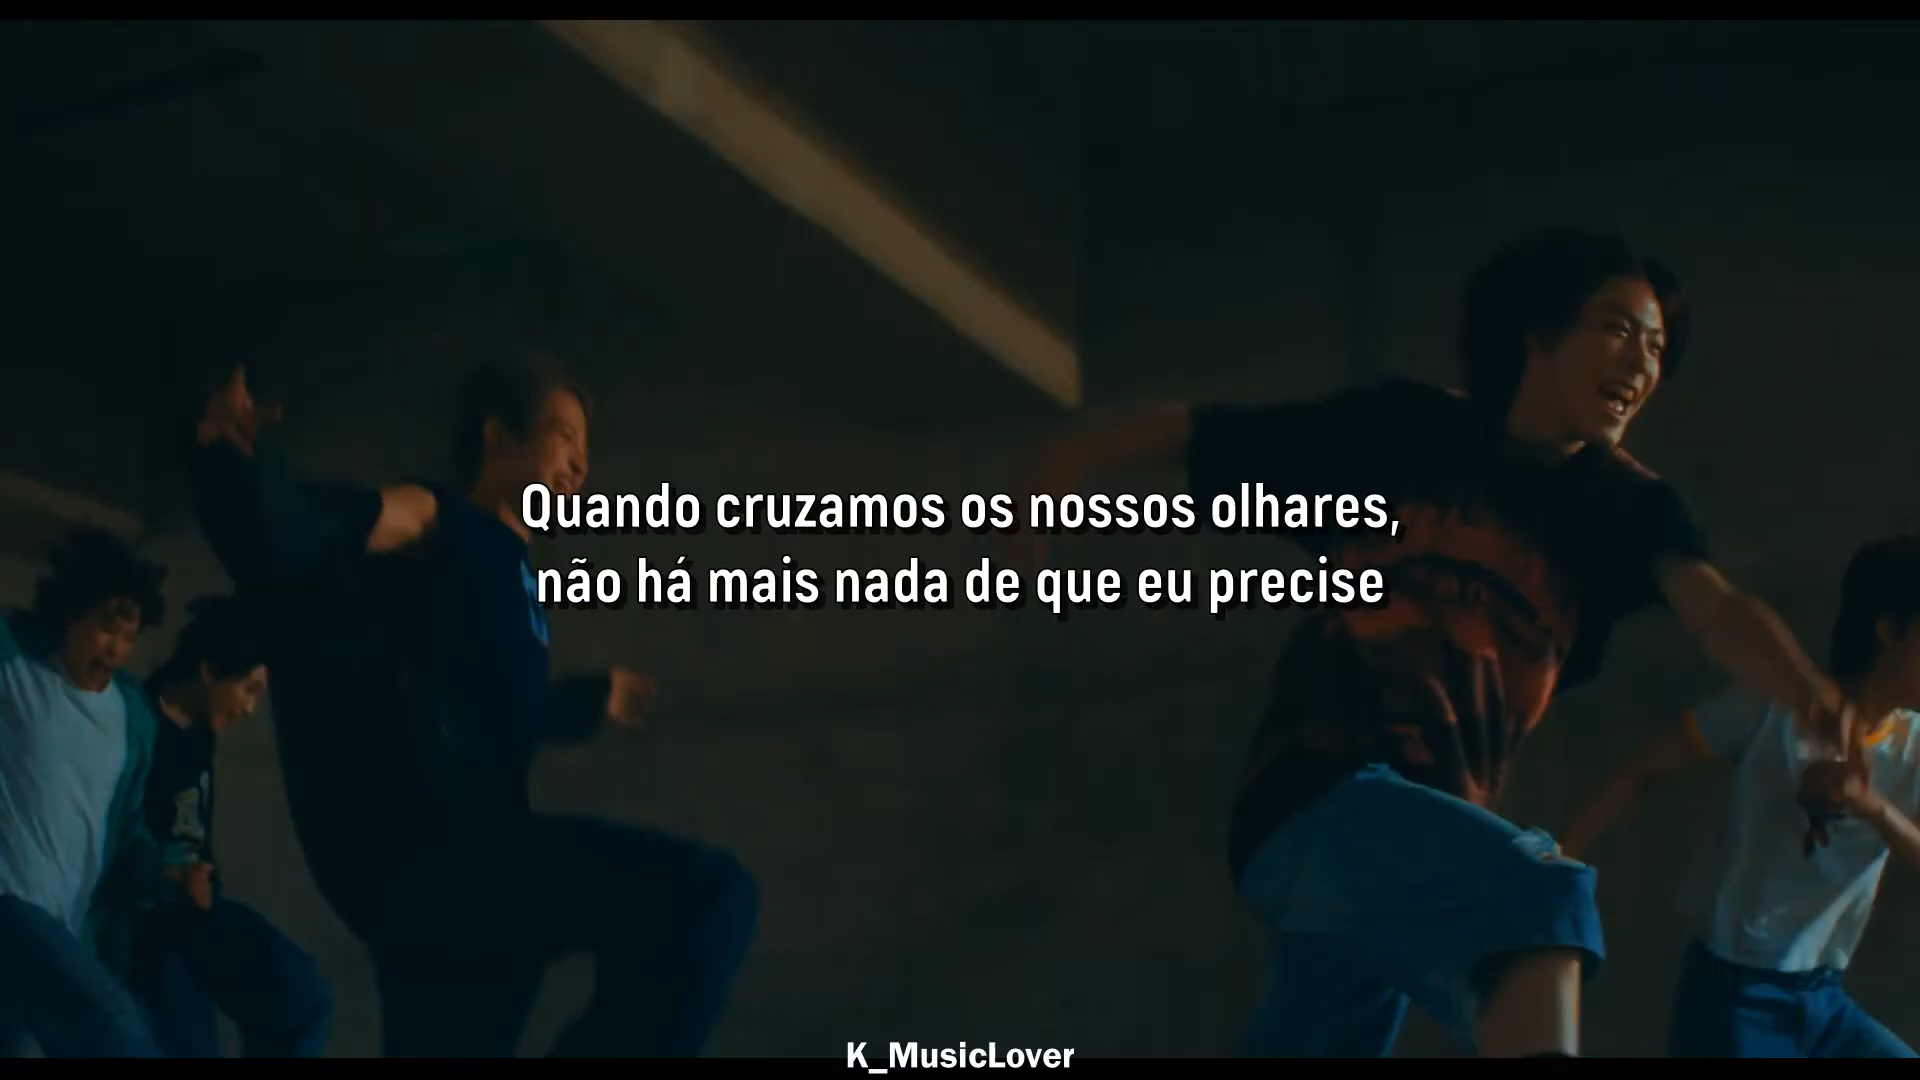 Quando cruzamos os nossos olhares,
não há mais nada de que eu precise
K_MusicLover